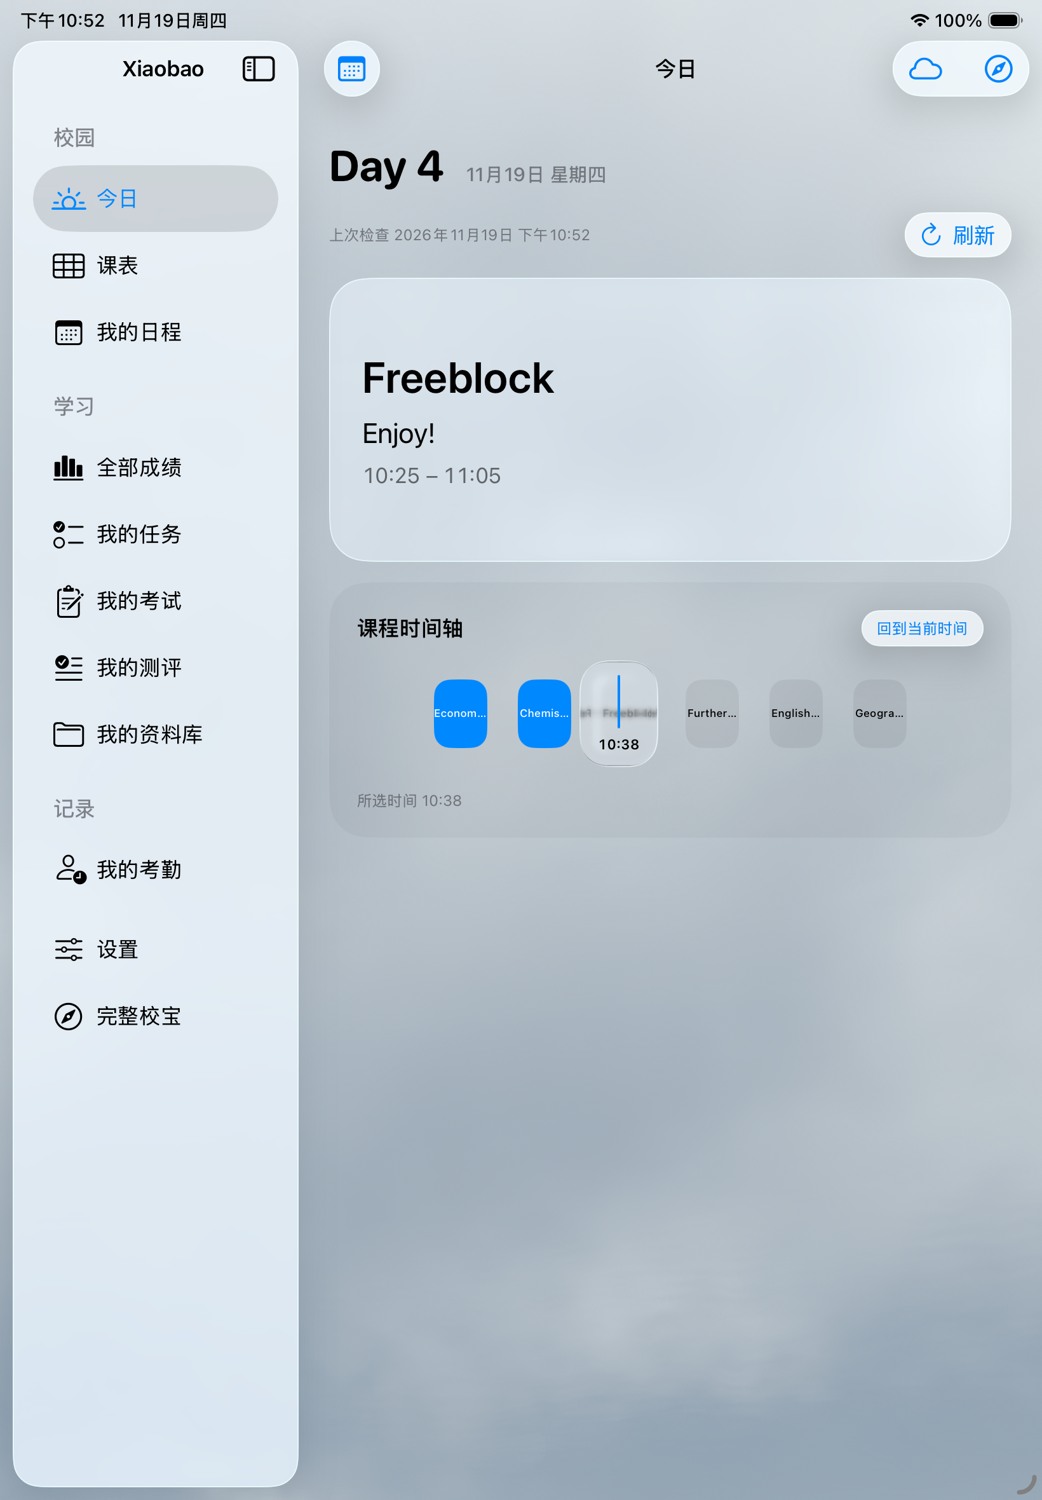 下午10:52 11月19日周四
100%
Xiaobao
校园
今日
课表
我的日程
学习
全部成绩
我的任务
我的考试
我的测评
我的资料库
记录
我的考勤
设置
完整校宝
今日
Day 4 11月19日 星期四
上次检查 2026年11月19日 下午10:52
刷新
Freeblock
Enjoy!
10:25 – 11:05
课程时间轴
回到当前时间
Econom...
Chemis...
10:38
Further...
English...
Geogra...
所选时间 10:38